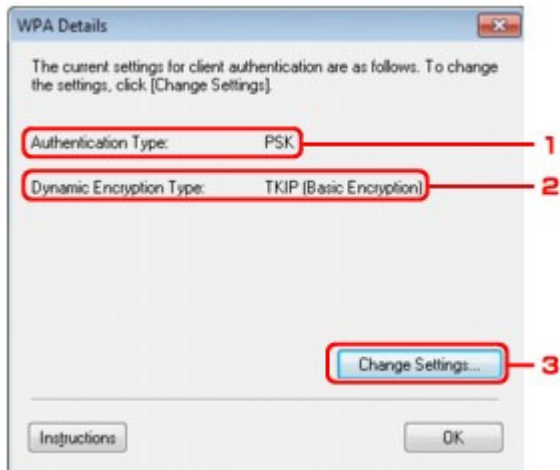 WPA Details
The current settings for client authentication are as follows. To change
the settings, click [Change Settings].
Authentication Type: PSK
1
Dynamic Encryption Type: TKIP (Basic Encryption)
2
Change Settings...
3
Instructions
OK